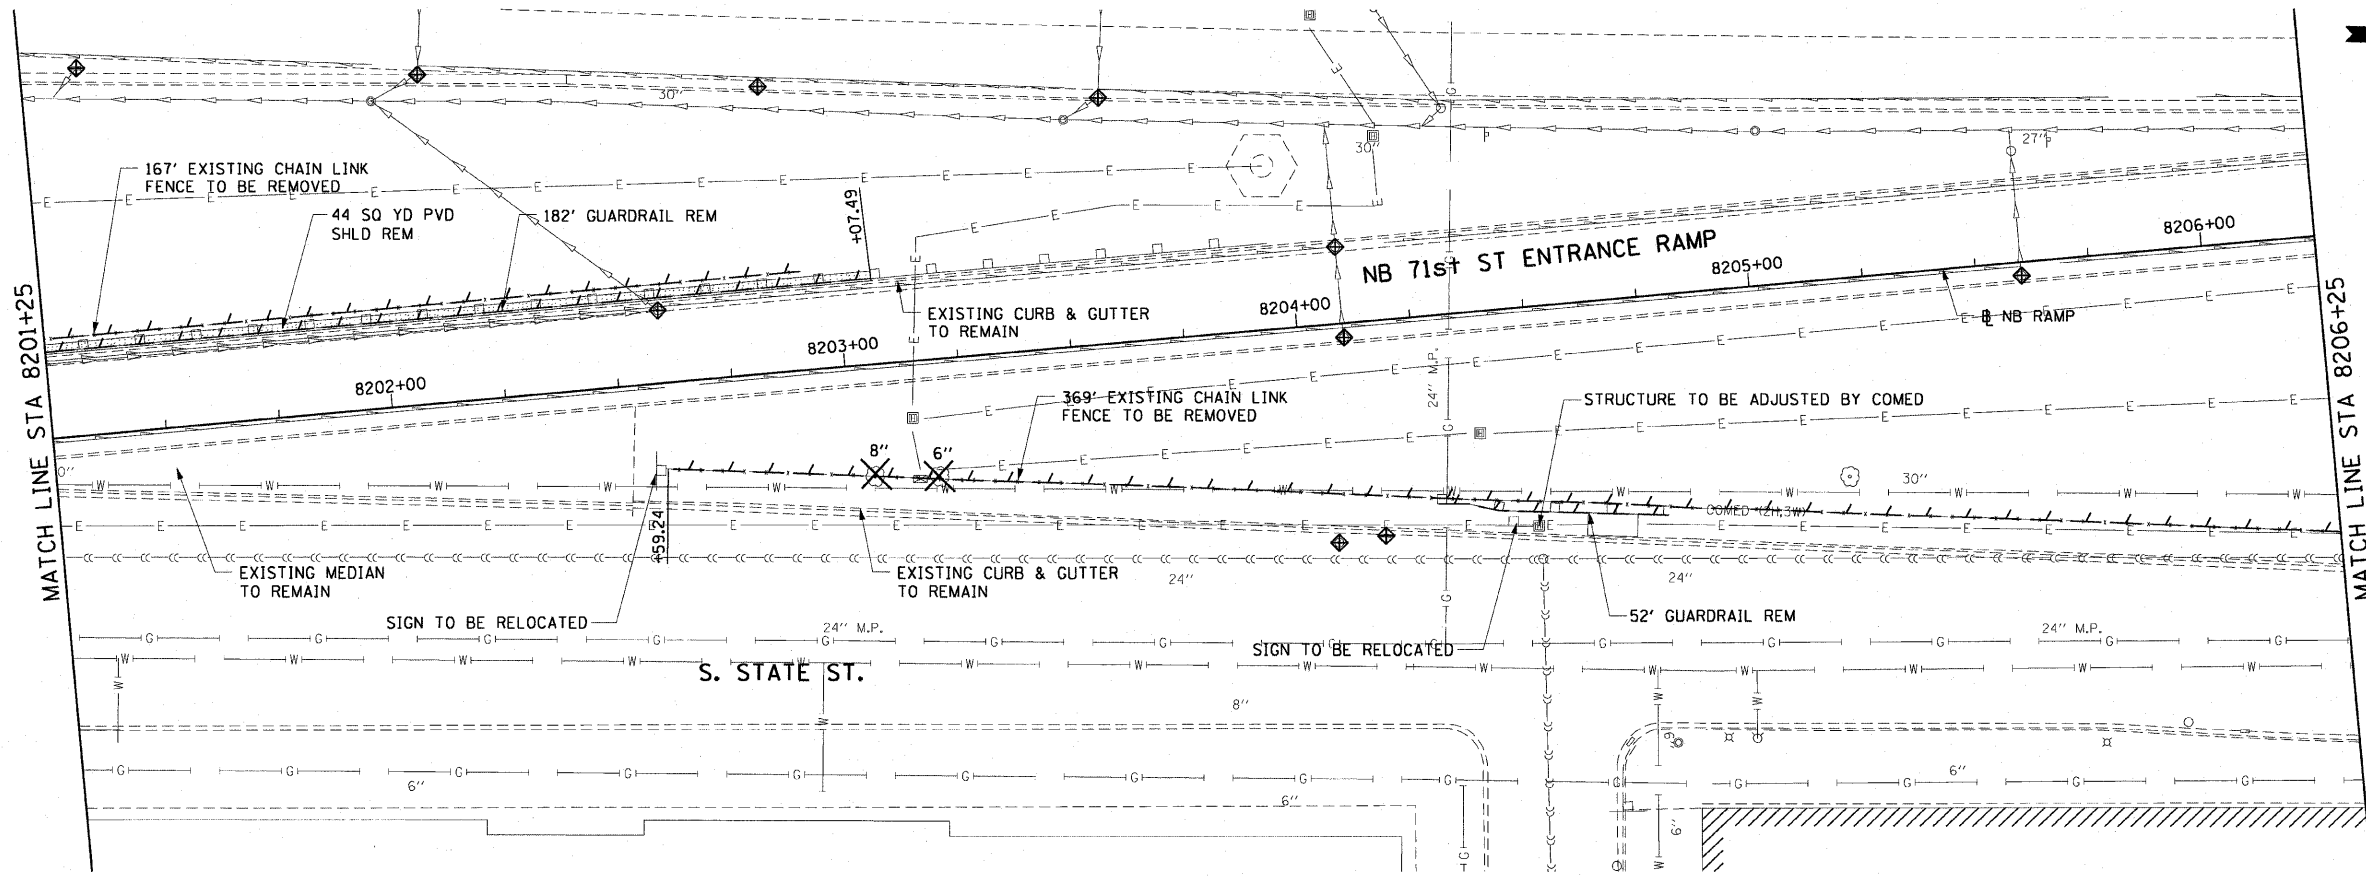 30"
30"
27"
167' EXISTING CHAIN LINK
FENCE TO BE REMOVED
44 SQ YD PVD
SHLD REM
182' GUARDRAIL REM
+07.49
NB 71st ST ENTRANCE RAMP
8206+00
8205+00
8204+00
8203+00
8202+00
MATCH LINE STA 8201+25
MATCH LINE STA 8206+25
EXISTING CURB & GUTTER
TO REMAIN
NB RAMP
24" M.P.
369' EXISTING CHAIN LINK
FENCE TO BE REMOVED
STRUCTURE TO BE ADJUSTED BY COMED
8"
6"
30"
COMED (2H,3W)
+59.24
EXISTING MEDIAN
TO REMAIN
EXISTING CURB & GUTTER
TO REMAIN
24"
24"
SIGN TO BE RELOCATED
52' GUARDRAIL REM
24" M.P.
24" M.P.
SIGN TO BE RELOCATED
S. STATE ST.
8"
6"
6"
6"
6"